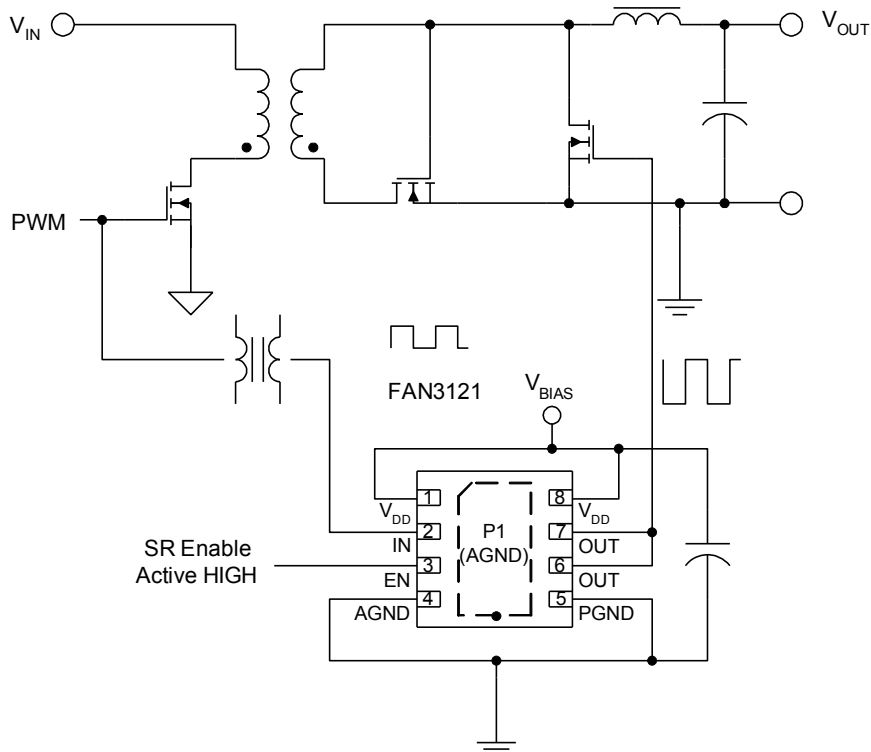 V_IN
V_OUT
PWM
FAN3121
V_BIAS
1
8
V_DD
V_DD
2
P1
7
IN
(AGND)
OUT
SR Enable
3
6
Active HIGH
EN
OUT
4
5
AGND
PGND